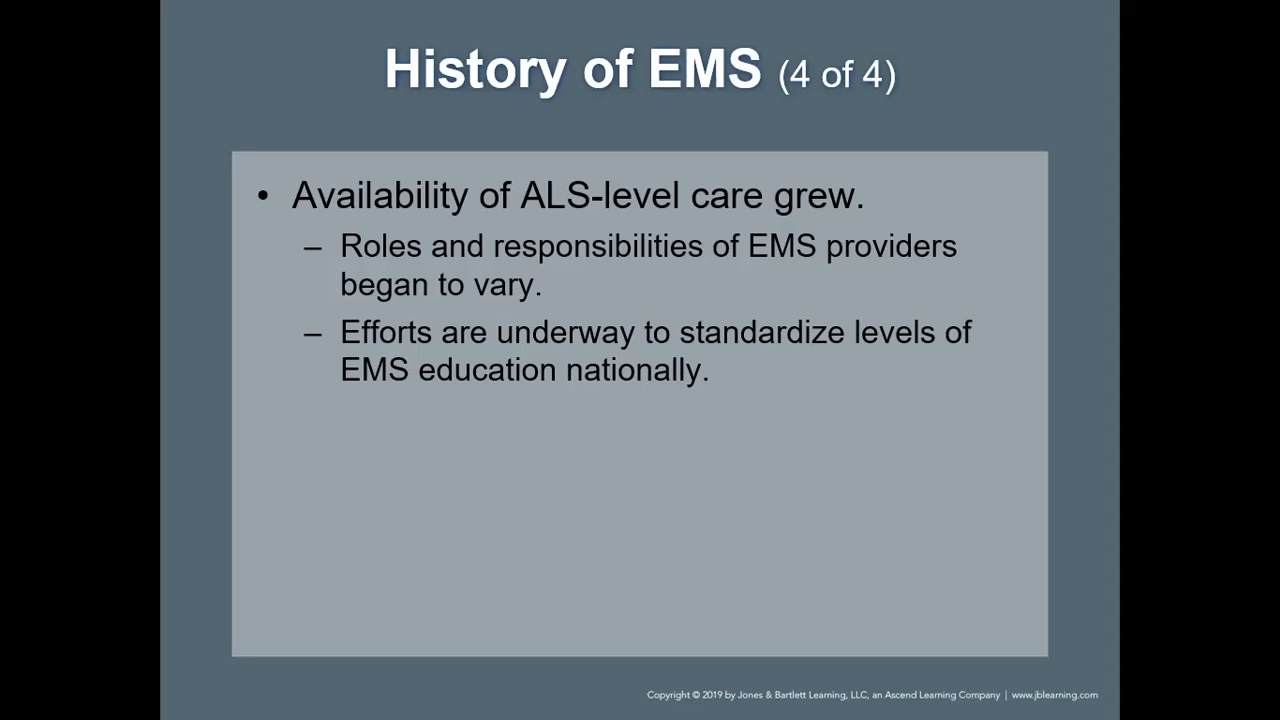 History of EMS (4 of 4)
• Availability of ALS-level care grew.
– Roles and responsibilities of EMS providers
began to vary.
– Efforts are underway to standardize levels of
EMS education nationally.
Copyright © 2019 by Jones & Bartlett Learning, LLC, an Ascend Learning Company | www.jblearning.com